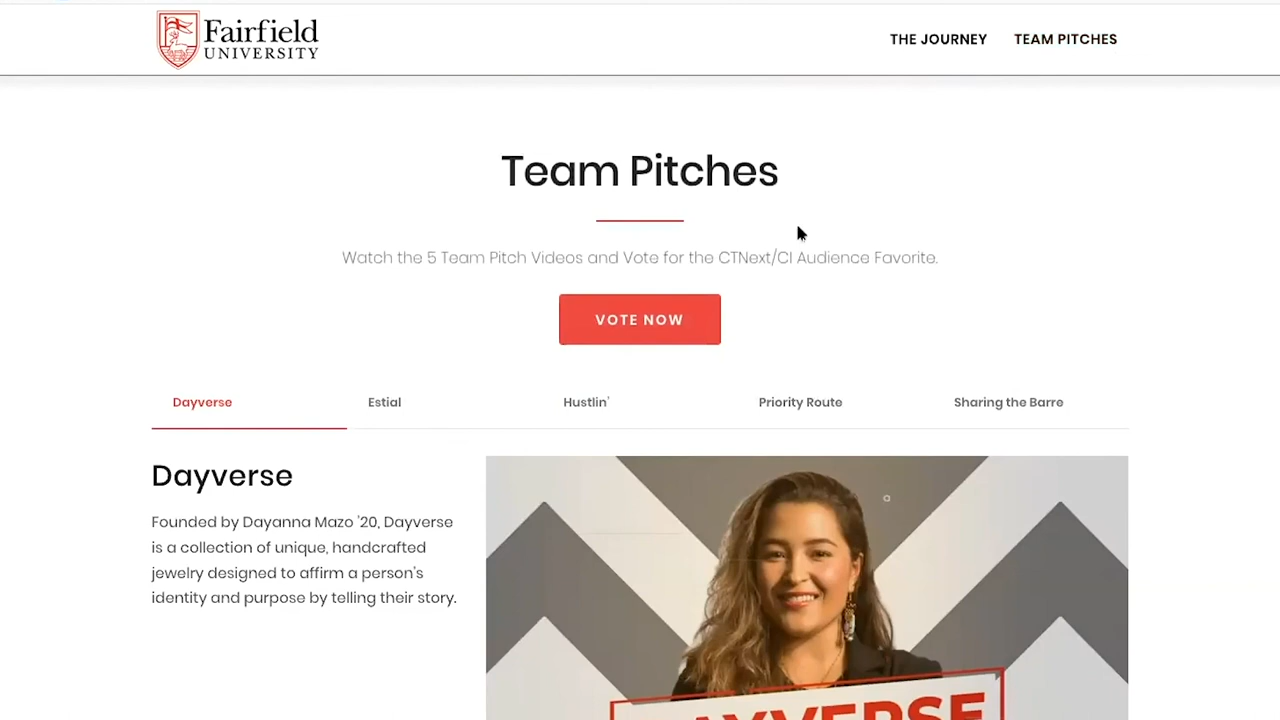 Fairfield
UNIVERSITY
THE JOURNEY
TEAM PITCHES
Team Pitches
Watch the 5 Team Pitch Videos and Vote for the CTNext/CI Audience Favorite.
VOTE NOW
Dayverse
Estial
Hustlin'
Priority Route
Sharing the Barre
Dayverse
Founded by Dayanna Mazo '20, Dayverse
is a collection of unique, handcrafted
jewelry designed to affirm a person's
identity and purpose by telling their story.
DAYVERSE